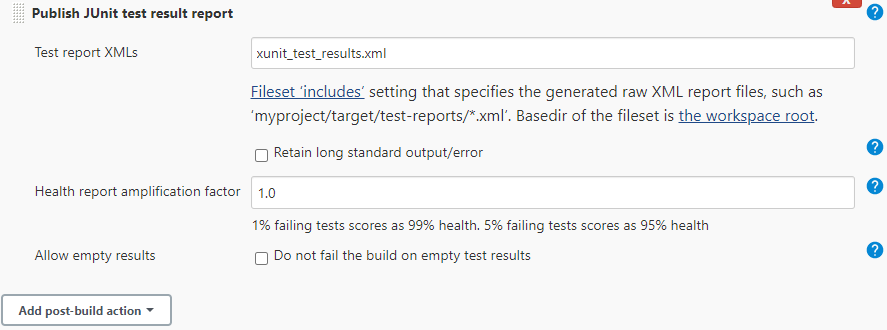 Publish JUnit test result report
X
?
Test report XMLs
xunit_test_results.xml
Fileset 'includes' setting that specifies the generated raw XML report files, such as
'myproject/target/test-reports/*.xml'. Basedir of the fileset is the workspace root.
Retain long standard output/error
?
Health report amplification factor
1.0
?
1% failing tests scores as 99% health. 5% failing tests scores as 95% health
Allow empty results
Do not fail the build on empty test results
?
Add post-build action